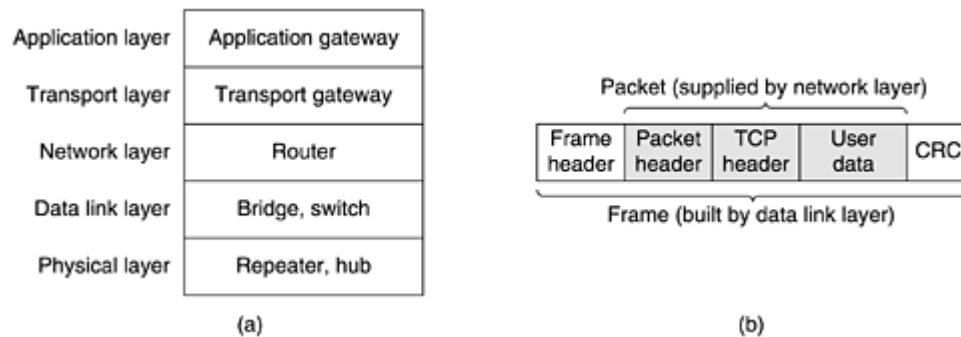 Application layer Application gateway
Transport layer Transport gateway
Network layer Router
Data link layer Bridge, switch
Physical layer Repeater, hub
(a)
Packet (supplied by network layer)
Frame header Packet header TCP header User data CRC
Frame (built by data link layer)
(b)